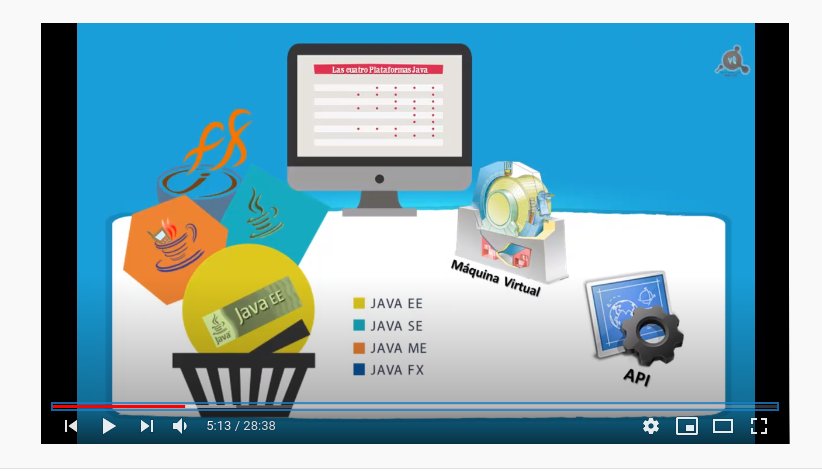 Las cuatro Plataformas Java
Java EE
Java
JAVA EE
JAVA SE
JAVA ME
JAVA FX
Máquina Virtual
API
5:13 / 28:38